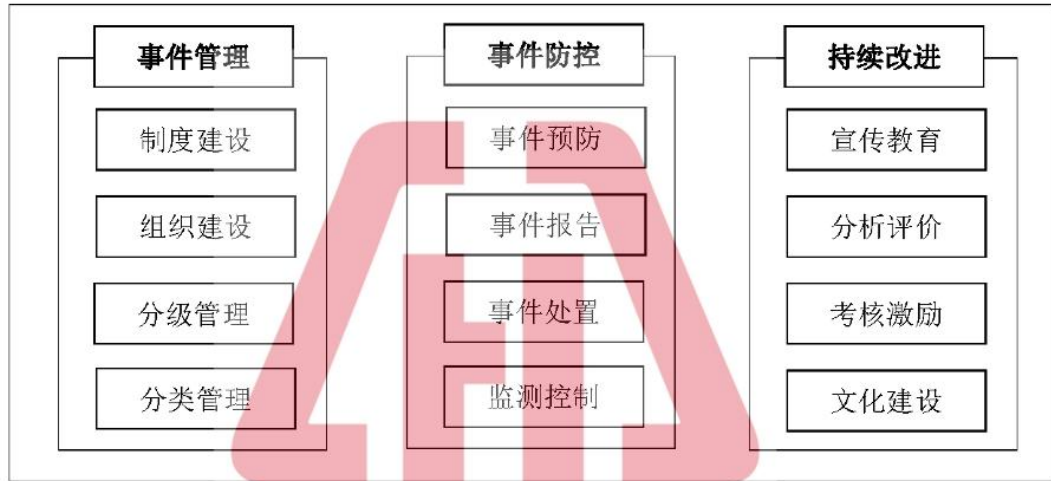 事件管理
制度建设
组织建设
分级管理
分类管理
事件防控
事件预防
事件报告
事件处置
监测控制
持续改进
宣传教育
分析评价
考核激励
文化建设